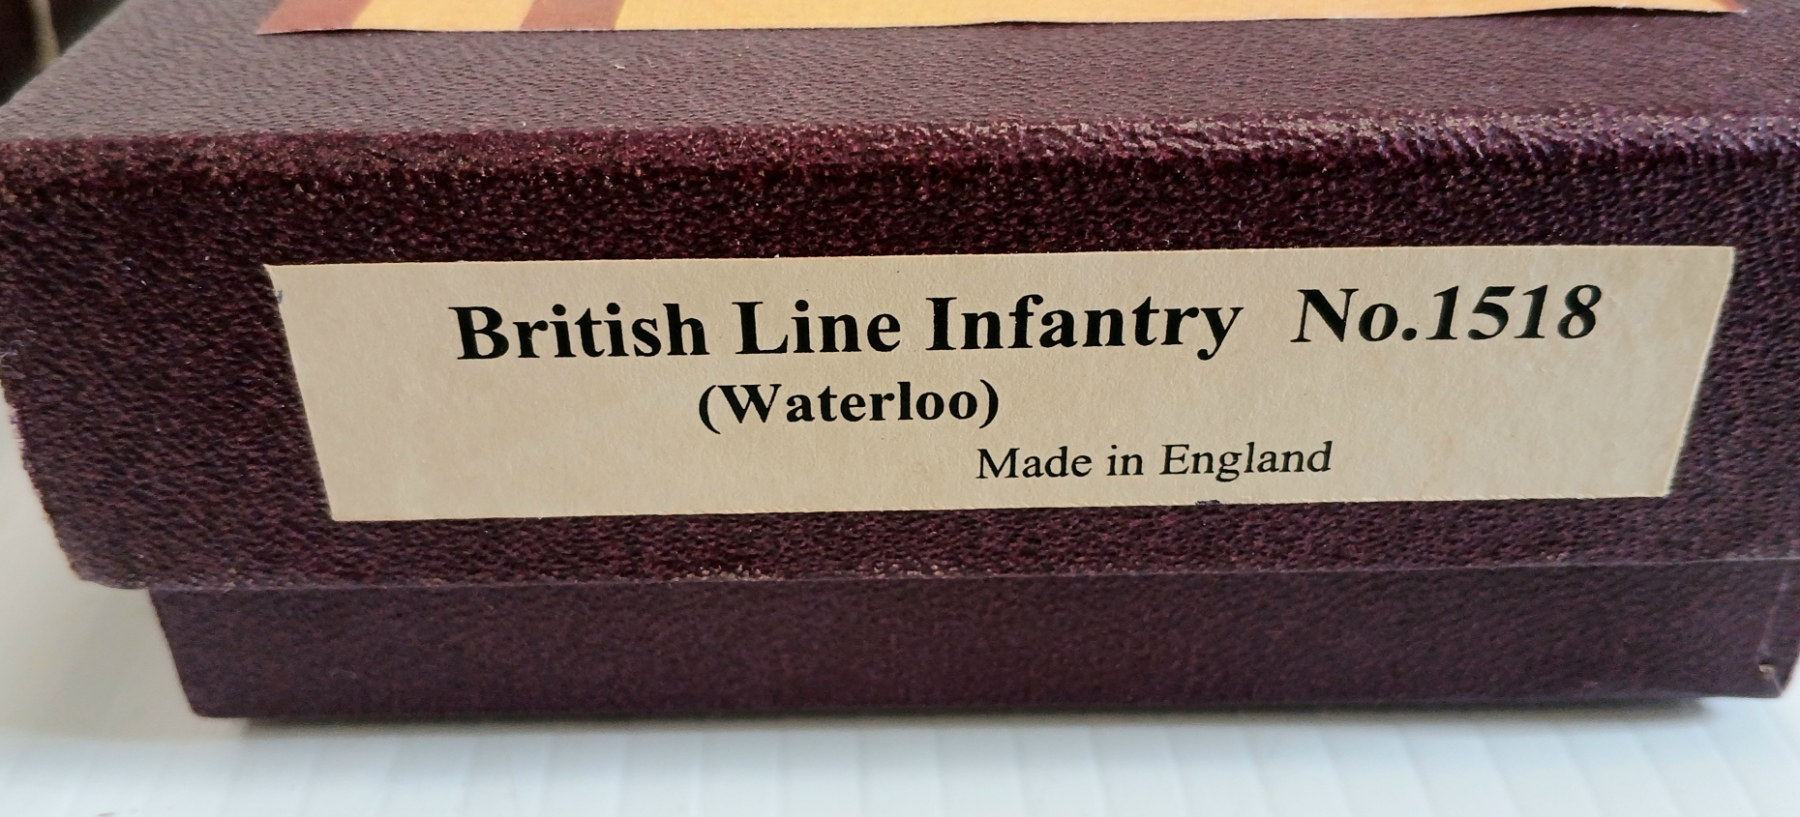 British Line Infantry No.1518
(Waterloo)
Made in England